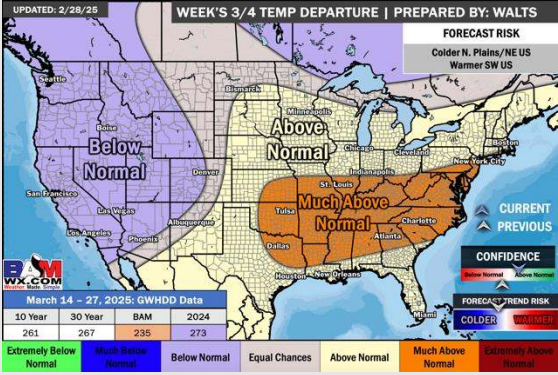 UPDATED: 2/28/25
WEEK'S 3/4 TEMP DEPARTURE | PREPARED BY: WALTS
FORECAST RISK
Colder N. Plains/NE US
Warmer SW US
Seattle
Bismarck
Minneapolis
Boise
Above
Normal
Boston
Below
Normal
Chicago
Cleveland
New York City
Denver
Indianapolis
San Francisco
St. Louis
Las Vegas
Much Above
Normal
Tulsa
Charlotte
Los Angeles
Albuquerque
Phoenix
Atlanta
Dallas
CURRENT
PREVIOUS
Houston
New Orleans
Miami
BAM
WX.COM
Weather. Made. Simple.
CONFIDENCE
Below Normal
Above Normal
FORECAST TREND RISK
COLDER
WARMER
March 14 – 27, 2025: GWHDD Data
10 Year 30 Year BAM 2024
261 267 235 273
Extremely Below Normal
Much Below Normal
Below Normal
Equal Chances
Above Normal
Much Above Normal
Extremely Above Normal